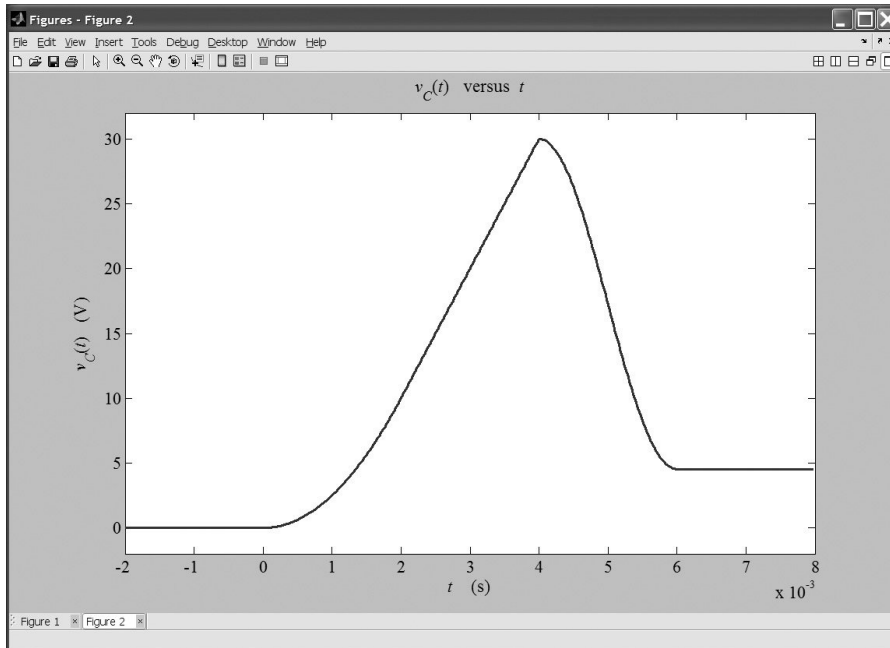 Figures - Figure 2
File Edit View Insert Tools Debug Desktop Window Help
v_C(t) versus t
30
25
20
15
10
5
0
v_C(t) (V)
-2 -1 0 1 2 3 4 5 6 7 8
t (s)
x 10^-3
Figure 1 × Figure 2 ×